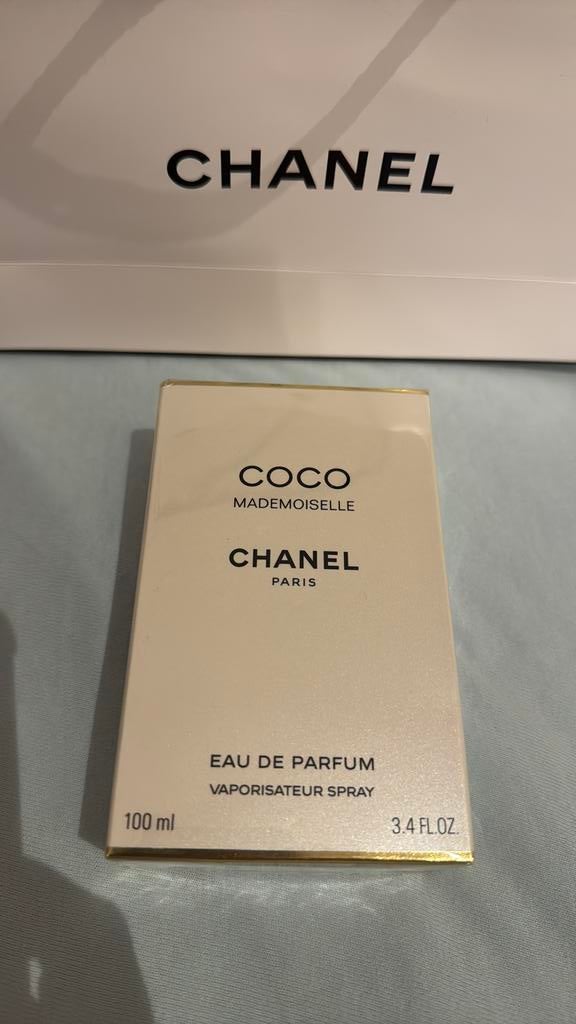 CHANEL
COCO
MADEMOISELLE
CHANEL
PARIS
EAU DE PARFUM
VAPORISATEUR SPRAY
100 ml 3.4 FL.OZ.